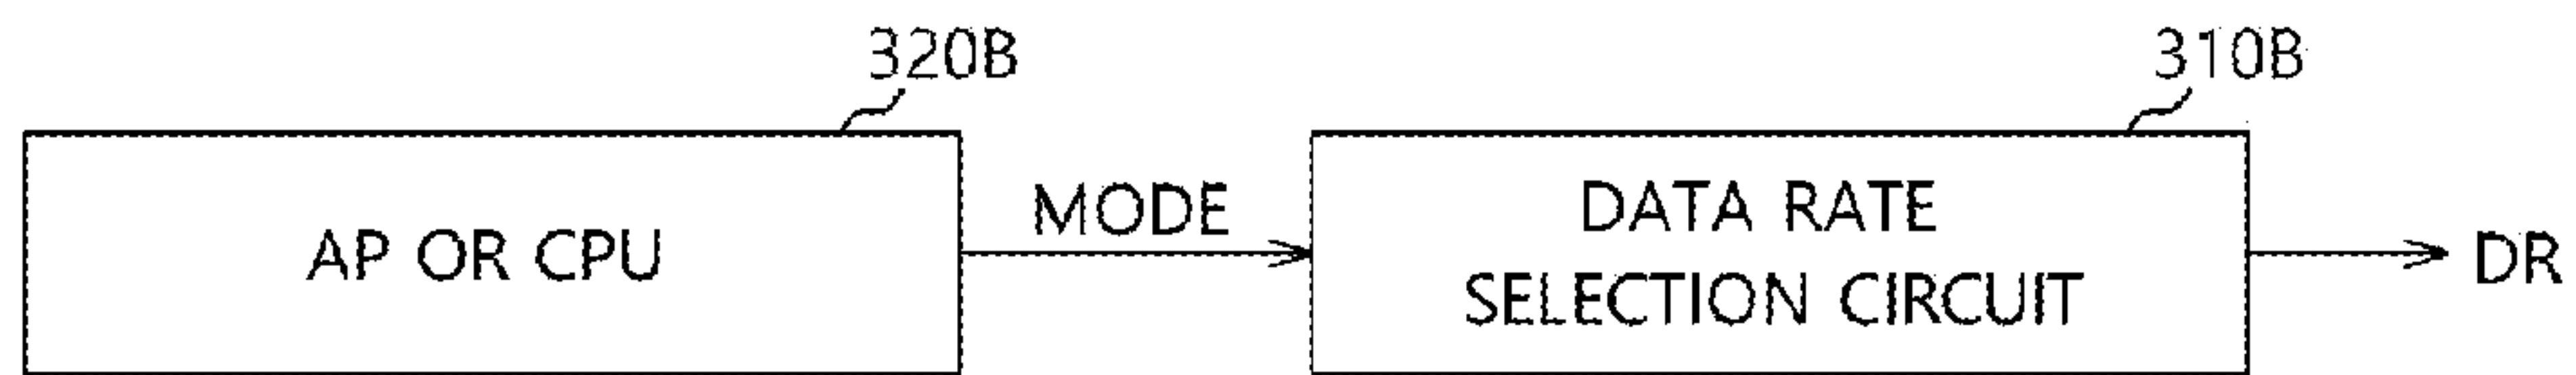 320B
310B
AP OR CPU
MODE
DATA RATE
SELECTION CIRCUIT
DR